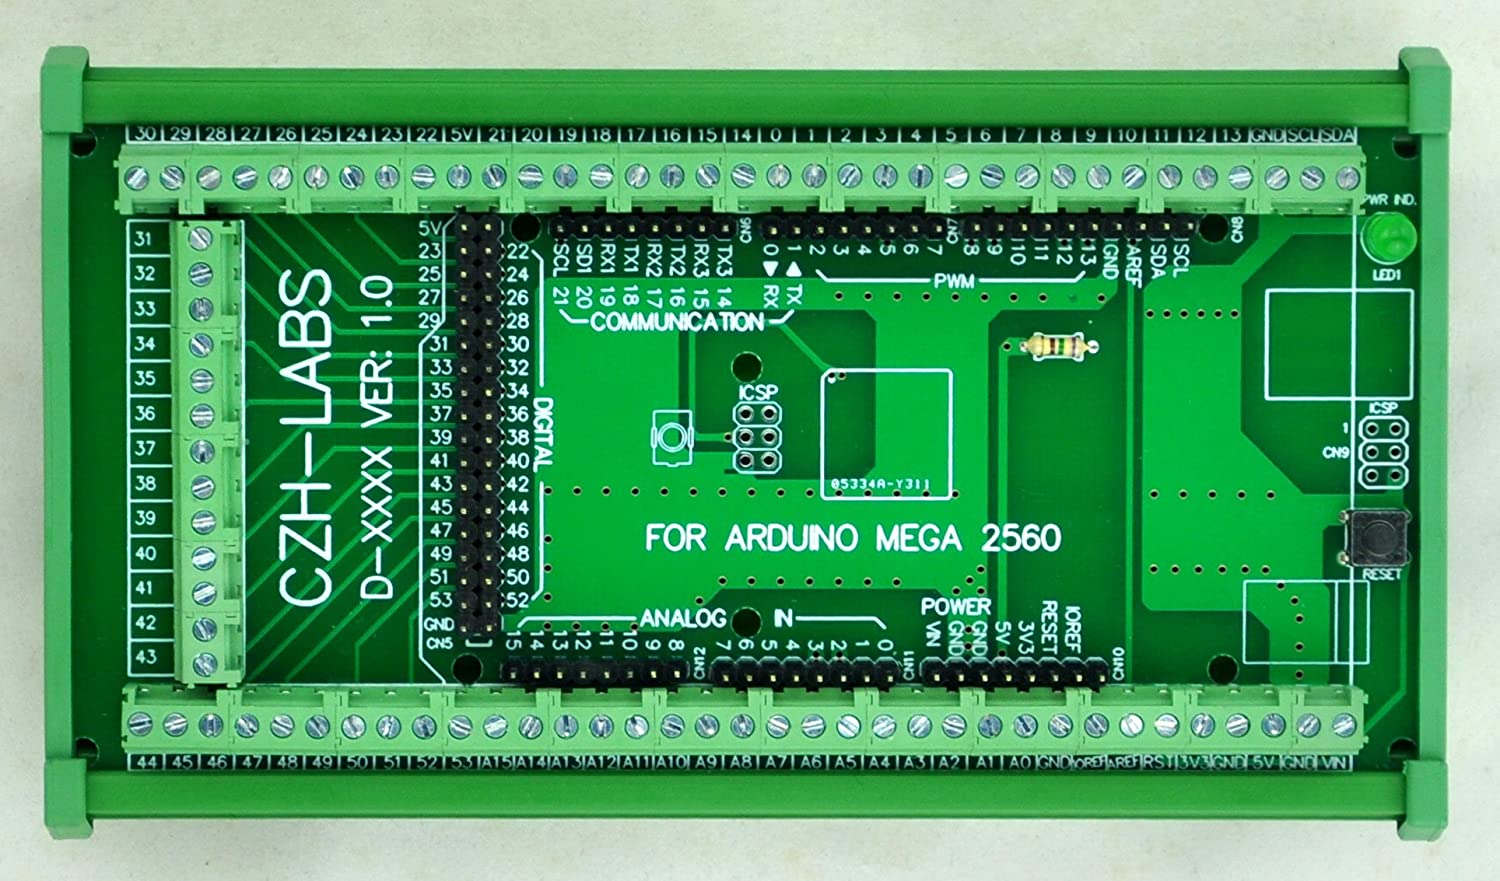 30 29 28 27 26 25 24 23 22 5V 21 20 19 18 17 16 15 14 0 1 2 3 4 5 6 7 8 9 10 11 12 13 GND SCL SDA
PWR IND.
LED1
31
32
33
34
35
36
37
38
39
40
41
42
43
CZH-LABS
D-XXXX VER: 1.0
5V
23 22
25 24
27 26
29 28
31 30
33 32
35 34
37 36
39 38
41 40
43 42
45 44
47 46
49 48
51 50
53 52
GND
CN5
DIGITAL
CN6
SCL SD1 RX1 TX1 RX2 TX2 RX3 TX3
21 20 19 18 17 16 15 14
COMMUNICATION
CN7
0 1 2 3 4 5 6 7
RX TX
PWM
CN8
8 9 10 11 12 13 GND AREF SDA SCL
ICSP
05334A-Y311
ICSP
1
CN9
FOR ARDUINO MEGA 2560
RESET
ANALOG IN
15 14 13 12 11 10 9 8
CN12
7 6 5 4 3 2 1 0
CN11
POWER
VIN GND GND 5V 3V3 RESET IOREF
CN10
44 45 46 47 48 49 50 51 52 53 A15 A14 A13 A12 A11 A10 A9 A8 A7 A6 A5 A4 A3 A2 A1 A0 GND IOREF AREF RST 3V3 GND 5V GND VIN